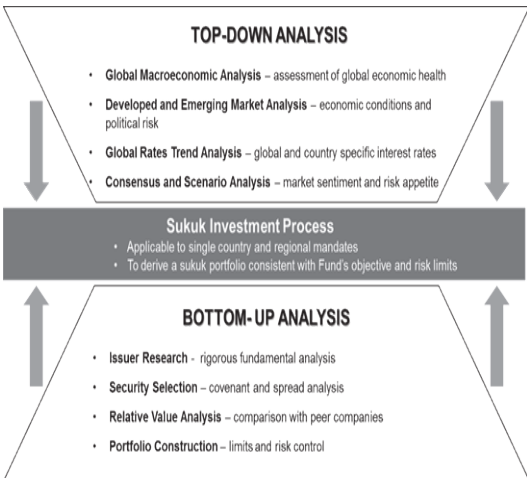 TOP-DOWN ANALYSIS
• Global Macroeconomic Analysis – assessment of global economic health
• Developed and Emerging Market Analysis – economic conditions and
political risk
• Global Rates Trend Analysis – global and country specific interest rates
• Consensus and Scenario Analysis – market sentiment and risk appetite
Sukuk Investment Process
• Applicable to single country and regional mandates
• To derive a sukuk portfolio consistent with Fund's objective and risk limits
BOTTOM- UP ANALYSIS
• Issuer Research - rigorous fundamental analysis
• Security Selection – covenant and spread analysis
• Relative Value Analysis – comparison with peer companies
• Portfolio Construction – limits and risk control